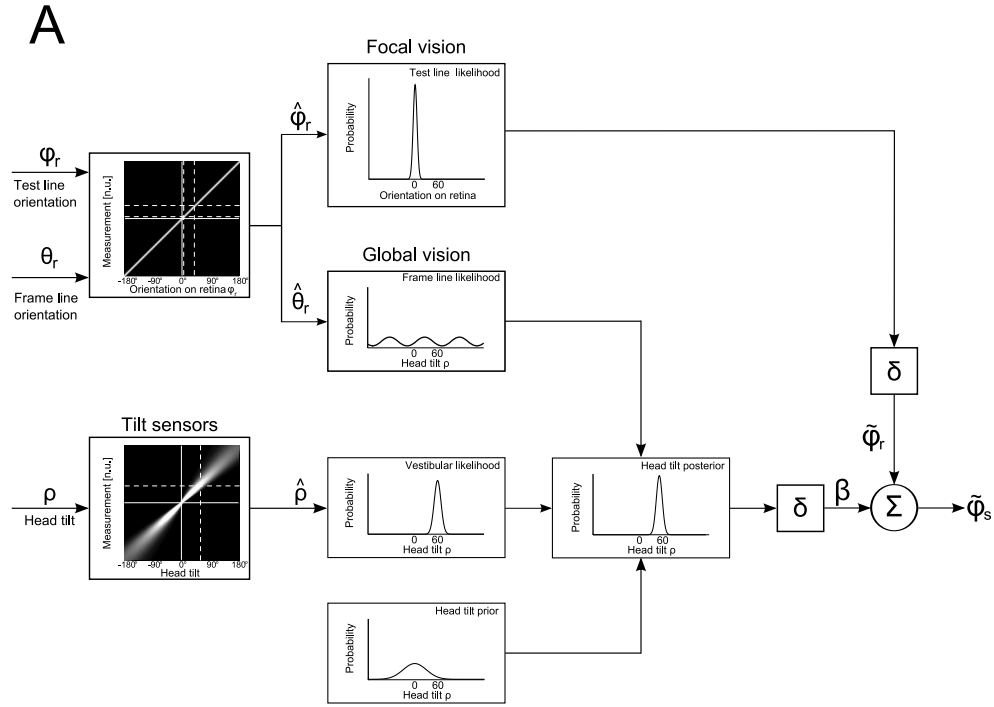 A
Focal vision
Test line likelihood
Probability
0 60
Orientation on retina
φ̂r
φr
Test line
orientation
θr
Frame line
orientation
Measurement [n.u.]
-180° -90° 0° 90° 180°
Orientation on retina φr
θ̂r
Global vision
Frame line likelihood
Probability
0 60
Head tilt ρ
δ
φ̃r
Tilt sensors
Measurement [n.u.]
-180° -90° 0° 90° 180°
Head tilt
ρ
Head tilt
ρ̂
Vestibular likelihood
Probability
0 60
Head tilt ρ
Head tilt posterior
Probability
0 60
Head tilt ρ
δ
β
Σ
φ̃s
Head tilt prior
Probability
0 60
Head tilt ρ